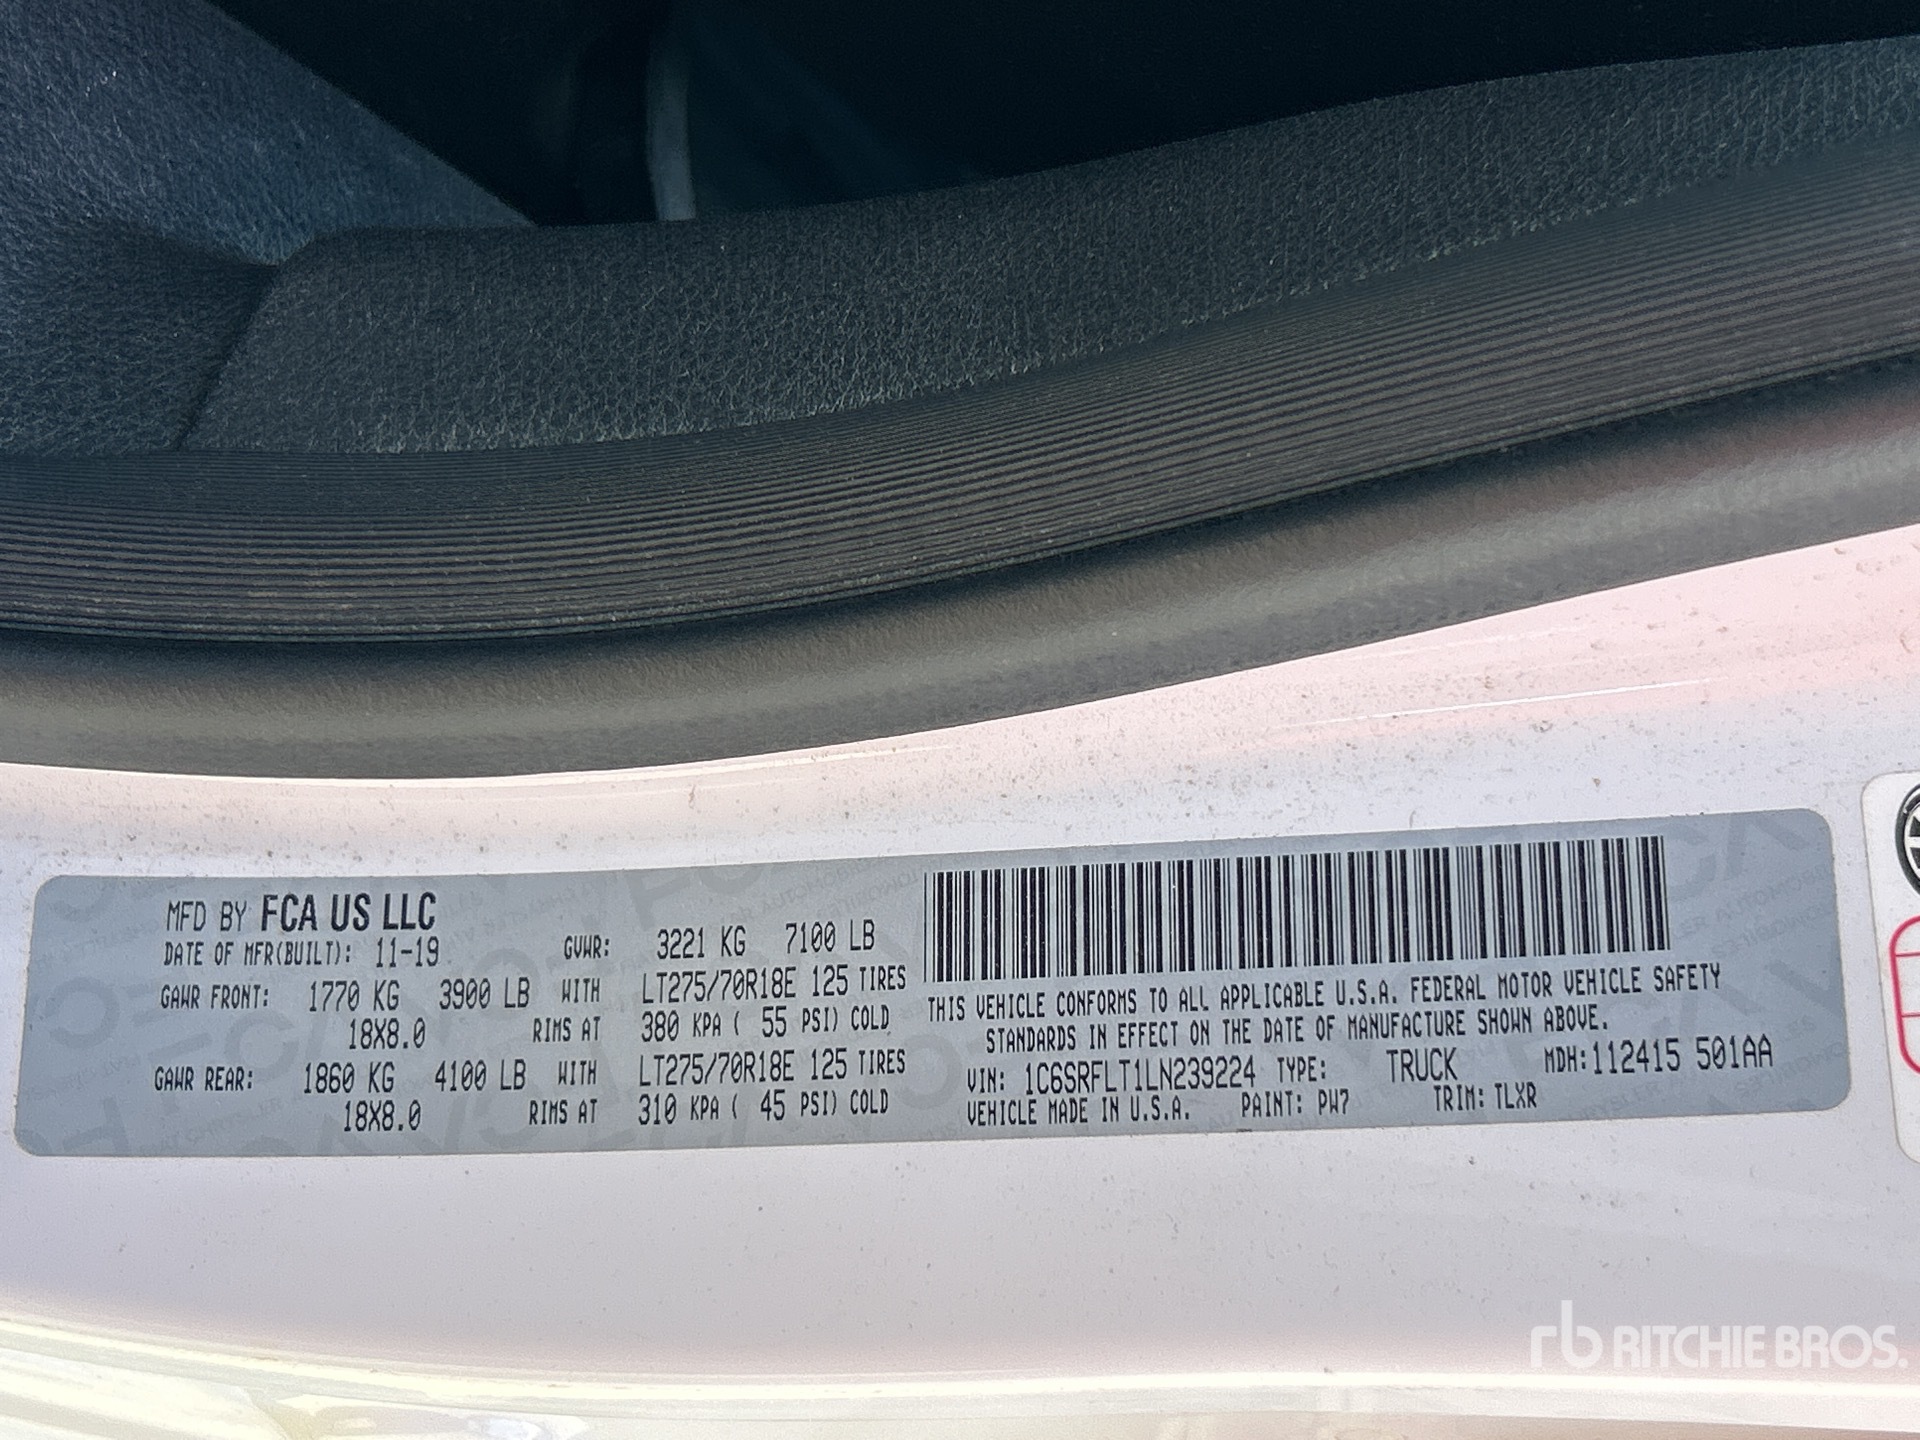 MFD BY FCA US LLC
DATE OF MFR(BUILT): 11-19 GVWR: 3221 KG 7100 LB
GAWR FRONT: 1770 KG 3900 LB WITH LT275/70R18E 125 TIRES
18X8.0 RIMS AT 380 KPA ( 55 PSI) COLD
GAWR REAR: 1860 KG 4100 LB WITH LT275/70R18E 125 TIRES
18X8.0 RIMS AT 310 KPA ( 45 PSI) COLD
THIS VEHICLE CONFORMS TO ALL APPLICABLE U.S.A. FEDERAL MOTOR VEHICLE SAFETY
STANDARDS IN EFFECT ON THE DATE OF MANUFACTURE SHOWN ABOVE.
VIN: 1C6SRFLT1LN239224 TYPE: TRUCK MDH:112415 501AA
VEHICLE MADE IN U.S.A. PAINT: PW7 TRIM: TLXR
rb RITCHIE BROS.